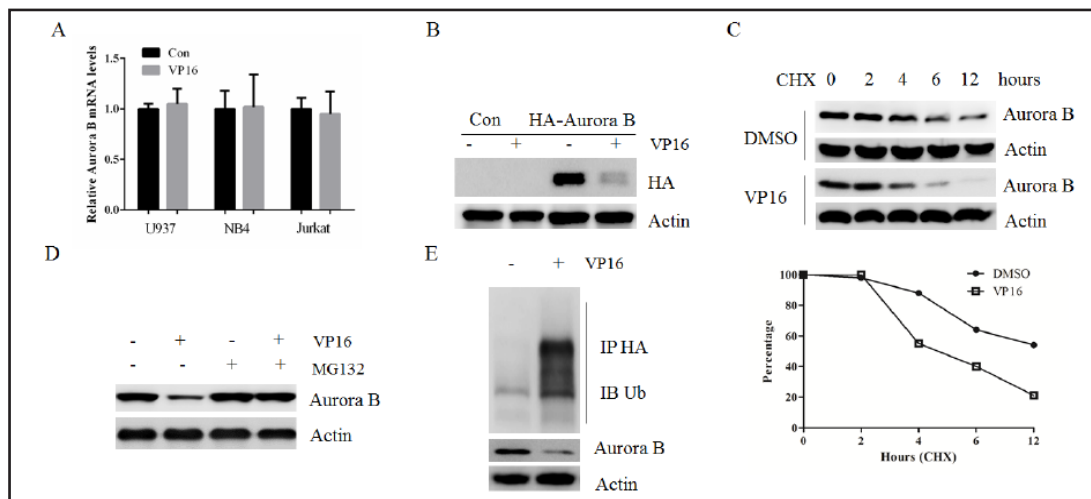 A
Relative Aurora B mRNA levels
1.5
1.0
0.5
0.0
Con
VP16
U937 NB4 Jurkat
B
Con HA-Aurora B
- + - + VP16
HA
Actin
C
CHX 0 2 4 6 12 hours
DMSO
Aurora B
Actin
VP16
Aurora B
Actin
Percentage
100
80
60
40
20
0
DMSO
VP16
0 2 4 6 12
Hours (CHX)
D
- + - + VP16
- - + + MG132
Aurora B
Actin
E
- + VP16
IP HA
IB Ub
Aurora B
Actin